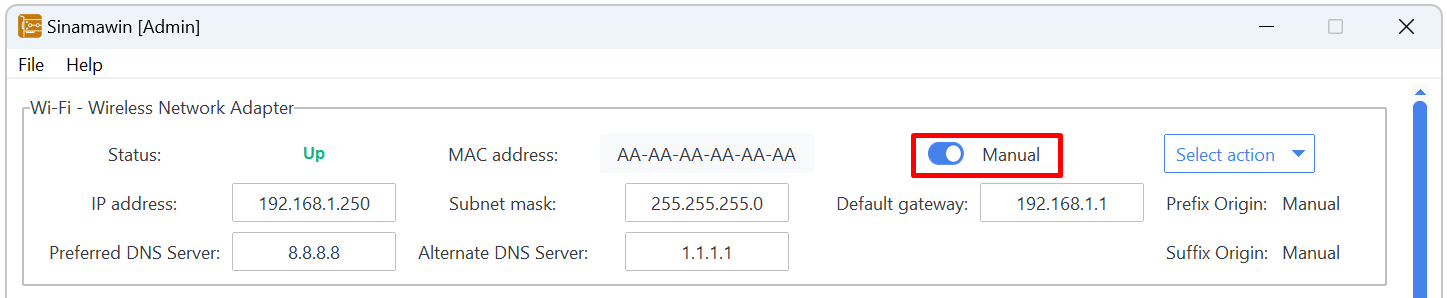 Sinamawin [Admin]
File Help
Wi-Fi - Wireless Network Adapter
Status: Up MAC address: AA-AA-AA-AA-AA-AA Manual Select action
IP address: 192.168.1.250 Subnet mask: 255.255.255.0 Default gateway: 192.168.1.1 Prefix Origin: Manual
Preferred DNS Server: 8.8.8.8 Alternate DNS Server: 1.1.1.1 Suffix Origin: Manual